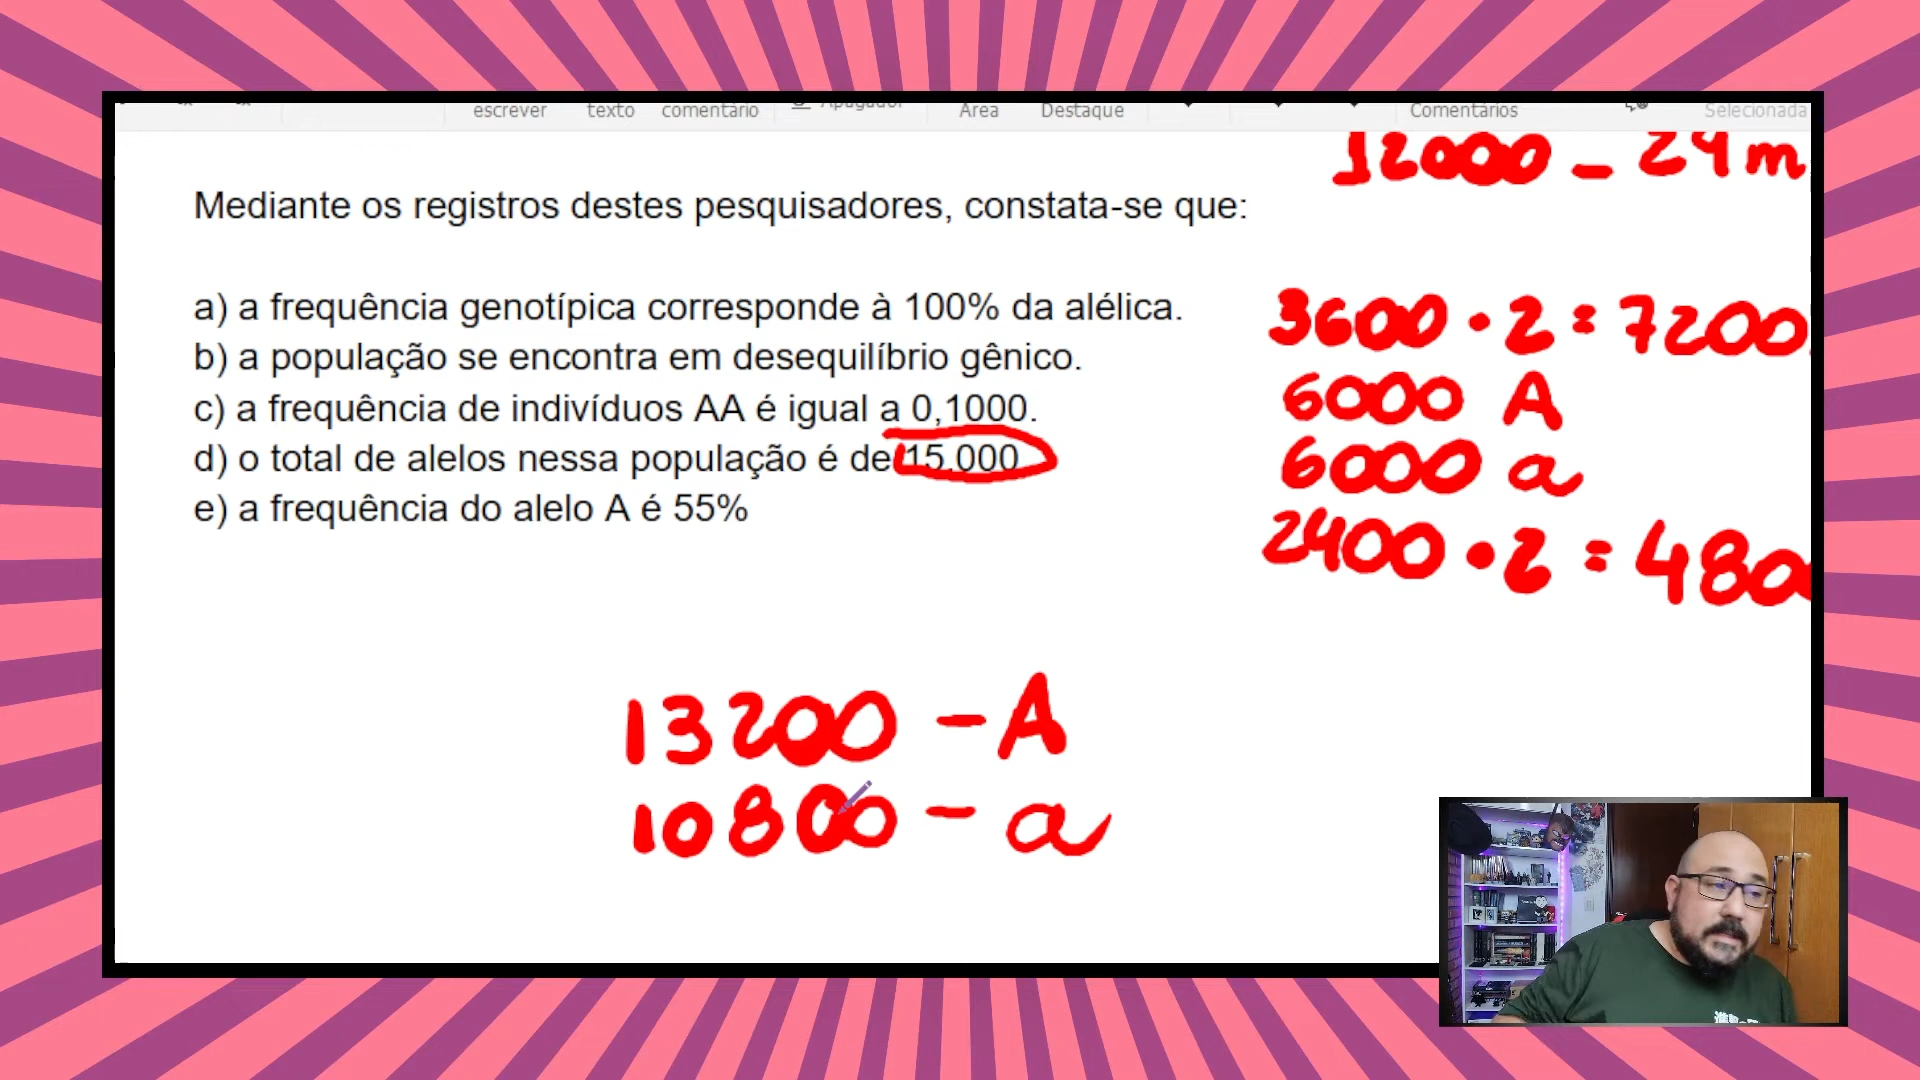 escrever texto comentário Apagador Área Destaque Comentários Selecionada
12000 - 24m
Mediante os registros destes pesquisadores, constata-se que:
a) a frequência genotípica corresponde à 100% da alélica.
b) a população se encontra em desequilíbrio gênico.
c) a frequência de indivíduos AA é igual a 0,1000.
d) o total de alelos nessa população é de 15.000
e) a frequência do alelo A é 55%
3600 · 2 = 7200
6000 A
6000 a
2400 · 2 = 4800
13200 - A
10800 - a